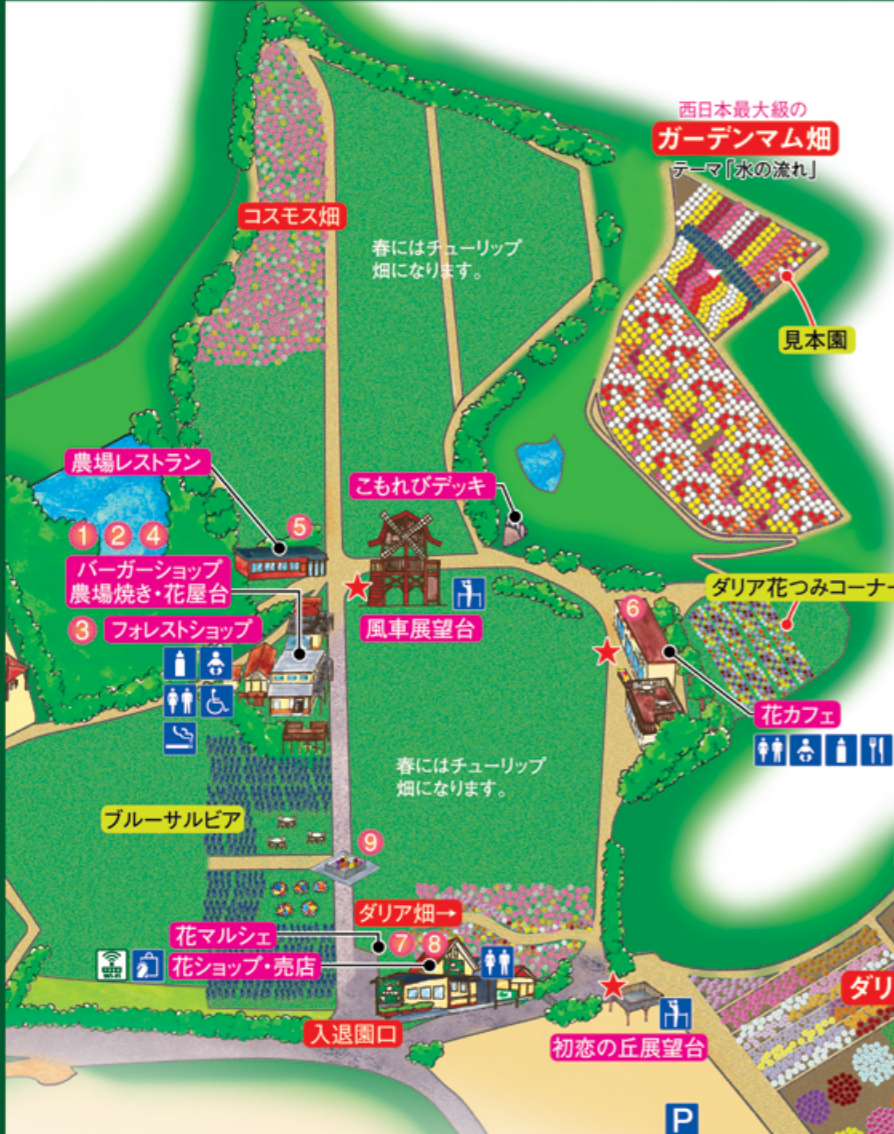 西日本最大級の
ガーデンマム畑
テーマ「水の流れ」
コスモス畑
春にはチューリップ
畑になります。
見本園
農場レストラン
こもれびデッキ
① ② ④
⑤
バーガーショップ
農場焼き・花屋台
③ フォレストショップ
風車展望台
⑥
ダリア花つみコーナー
花カフェ
春にはチューリップ
畑になります。
ブルーサルビア
⑨
ダリア畑→
花マルシェ
⑦ ⑧
Wi-Fi
花ショップ・売店
入退園口
初恋の丘展望台
ダリ
P